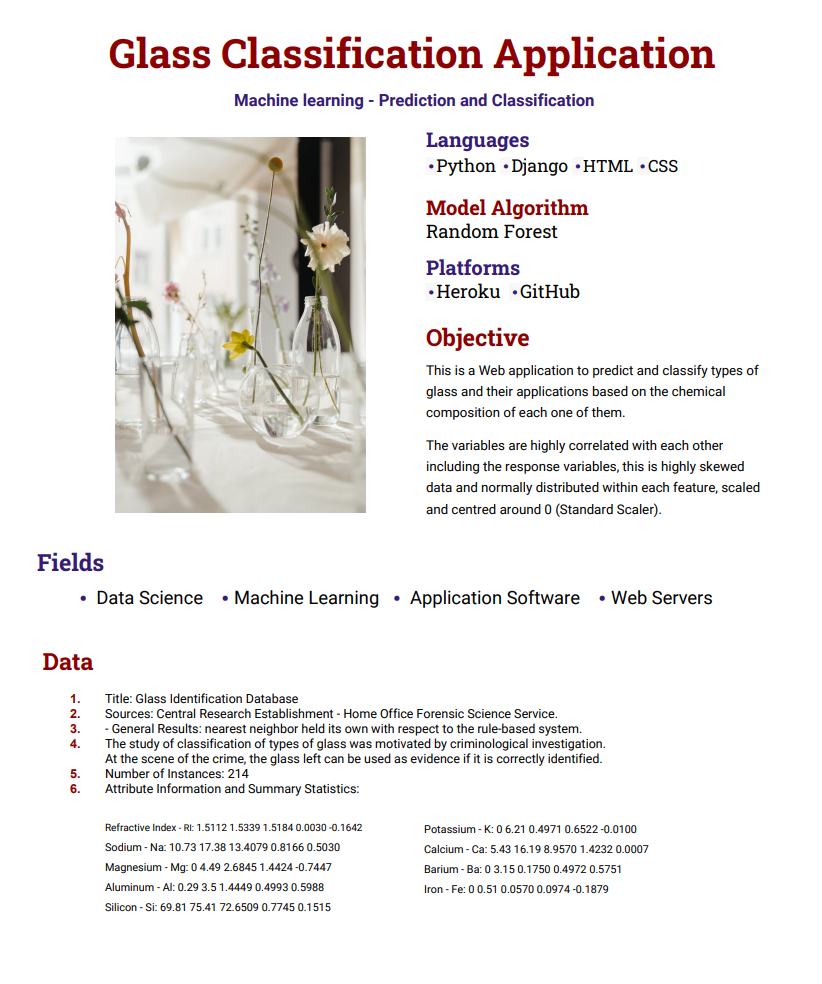 Glass Classification Application
Machine learning - Prediction and Classification
Languages
•Python •Django •HTML •CSS
Model Algorithm
Random Forest
Platforms
•Heroku •GitHub
Objective
This is a Web application to predict and classify types of
glass and their applications based on the chemical
composition of each one of them.
The variables are highly correlated with each other
including the response variables, this is highly skewed
data and normally distributed within each feature, scaled
and centred around 0 (Standard Scaler).
Fields
• Data Science • Machine Learning • Application Software • Web Servers
Data
1. Title: Glass Identification Database
2. Sources: Central Research Establishment - Home Office Forensic Science Service.
3. - General Results: nearest neighbor held its own with respect to the rule-based system.
4. The study of classification of types of glass was motivated by criminological investigation.
At the scene of the crime, the glass left can be used as evidence if it is correctly identified.
5. Number of Instances: 214
6. Attribute Information and Summary Statistics:
Refractive Index - RI: 1.5112 1.5339 1.5184 0.0030 -0.1642
Sodium - Na: 10.73 17.38 13.4079 0.8166 0.5030
Magnesium - Mg: 0 4.49 2.6845 1.4424 -0.7447
Aluminum - Al: 0.29 3.5 1.4449 0.4993 0.5988
Silicon - Si: 69.81 75.41 72.6509 0.7745 0.1515
Potassium - K: 0 6.21 0.4971 0.6522 -0.0100
Calcium - Ca: 5.43 16.19 8.9570 1.4232 0.0007
Barium - Ba: 0 3.15 0.1750 0.4972 0.5751
Iron - Fe: 0 0.51 0.0570 0.0974 -0.1879